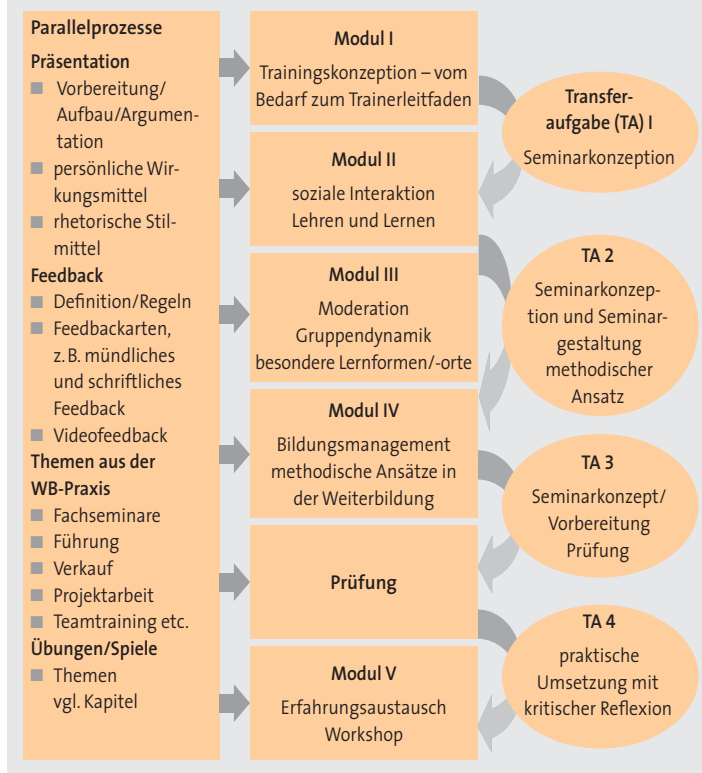 Parallelprozesse
Präsentation
Vorbereitung/
Aufbau/Argumen-
tation
persönliche Wir-
kungsmittel
rhetorische Stil-
mittel
Feedback
Definition/Regeln
Feedbackarten,
z. B. mündliches
und schriftliches
Feedback
Videofeedback
Themen aus der
WB-Praxis
Fachseminare
Führung
Verkauf
Projektarbeit
Teamtraining etc.
Übungen/Spiele
Themen
vgl. Kapitel
Modul I
Trainingskonzeption – vom
Bedarf zum Trainerleitfaden
Modul II
soziale Interaktion
Lehren und Lernen
Modul III
Moderation
Gruppendynamik
besondere Lernformen/-orte
Modul IV
Bildungsmanagement
methodische Ansätze in
der Weiterbildung
Prüfung
Modul V
Erfahrungsaustausch
Workshop
Transfer-
aufgabe (TA) I
Seminarkonzeption
TA 2
Seminarkonzep-
tion und Seminar-
gestaltung
methodischer
Ansatz
TA 3
Seminarkonzept/
Vorbereitung
Prüfung
TA 4
praktische
Umsetzung mit
kritischer Reflexion